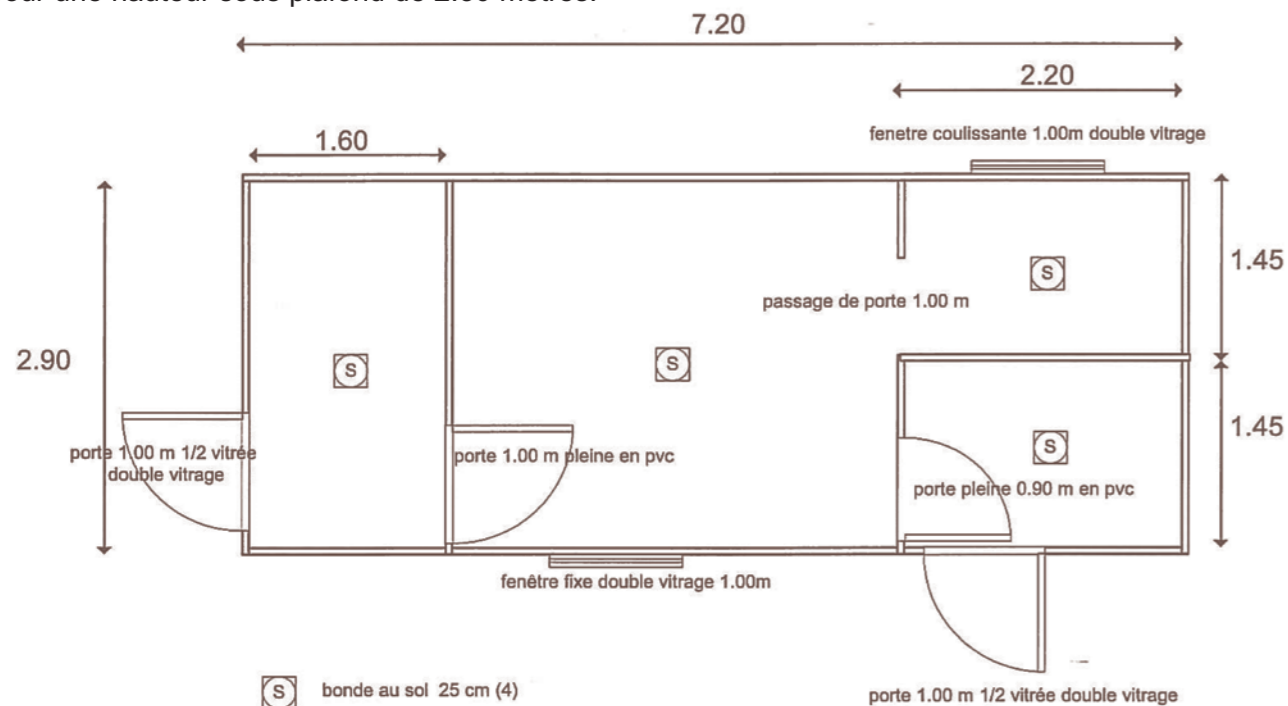 7.20
2.20
fenetre coulissante 1.00m double vitrage
1.60
1.45
S
passage de porte 1.00 m
2.90
S
S
1.45
porte 1.00 m 1/2 vitrée
double vitrage
porte 1.00 m pleine en pvc
S
porte pleine 0.90 m en pvc
fenêtre fixe double vitrage 1.00m
S bonde au sol 25 cm (4)
porte 1.00 m 1/2 vitrée double vitrage